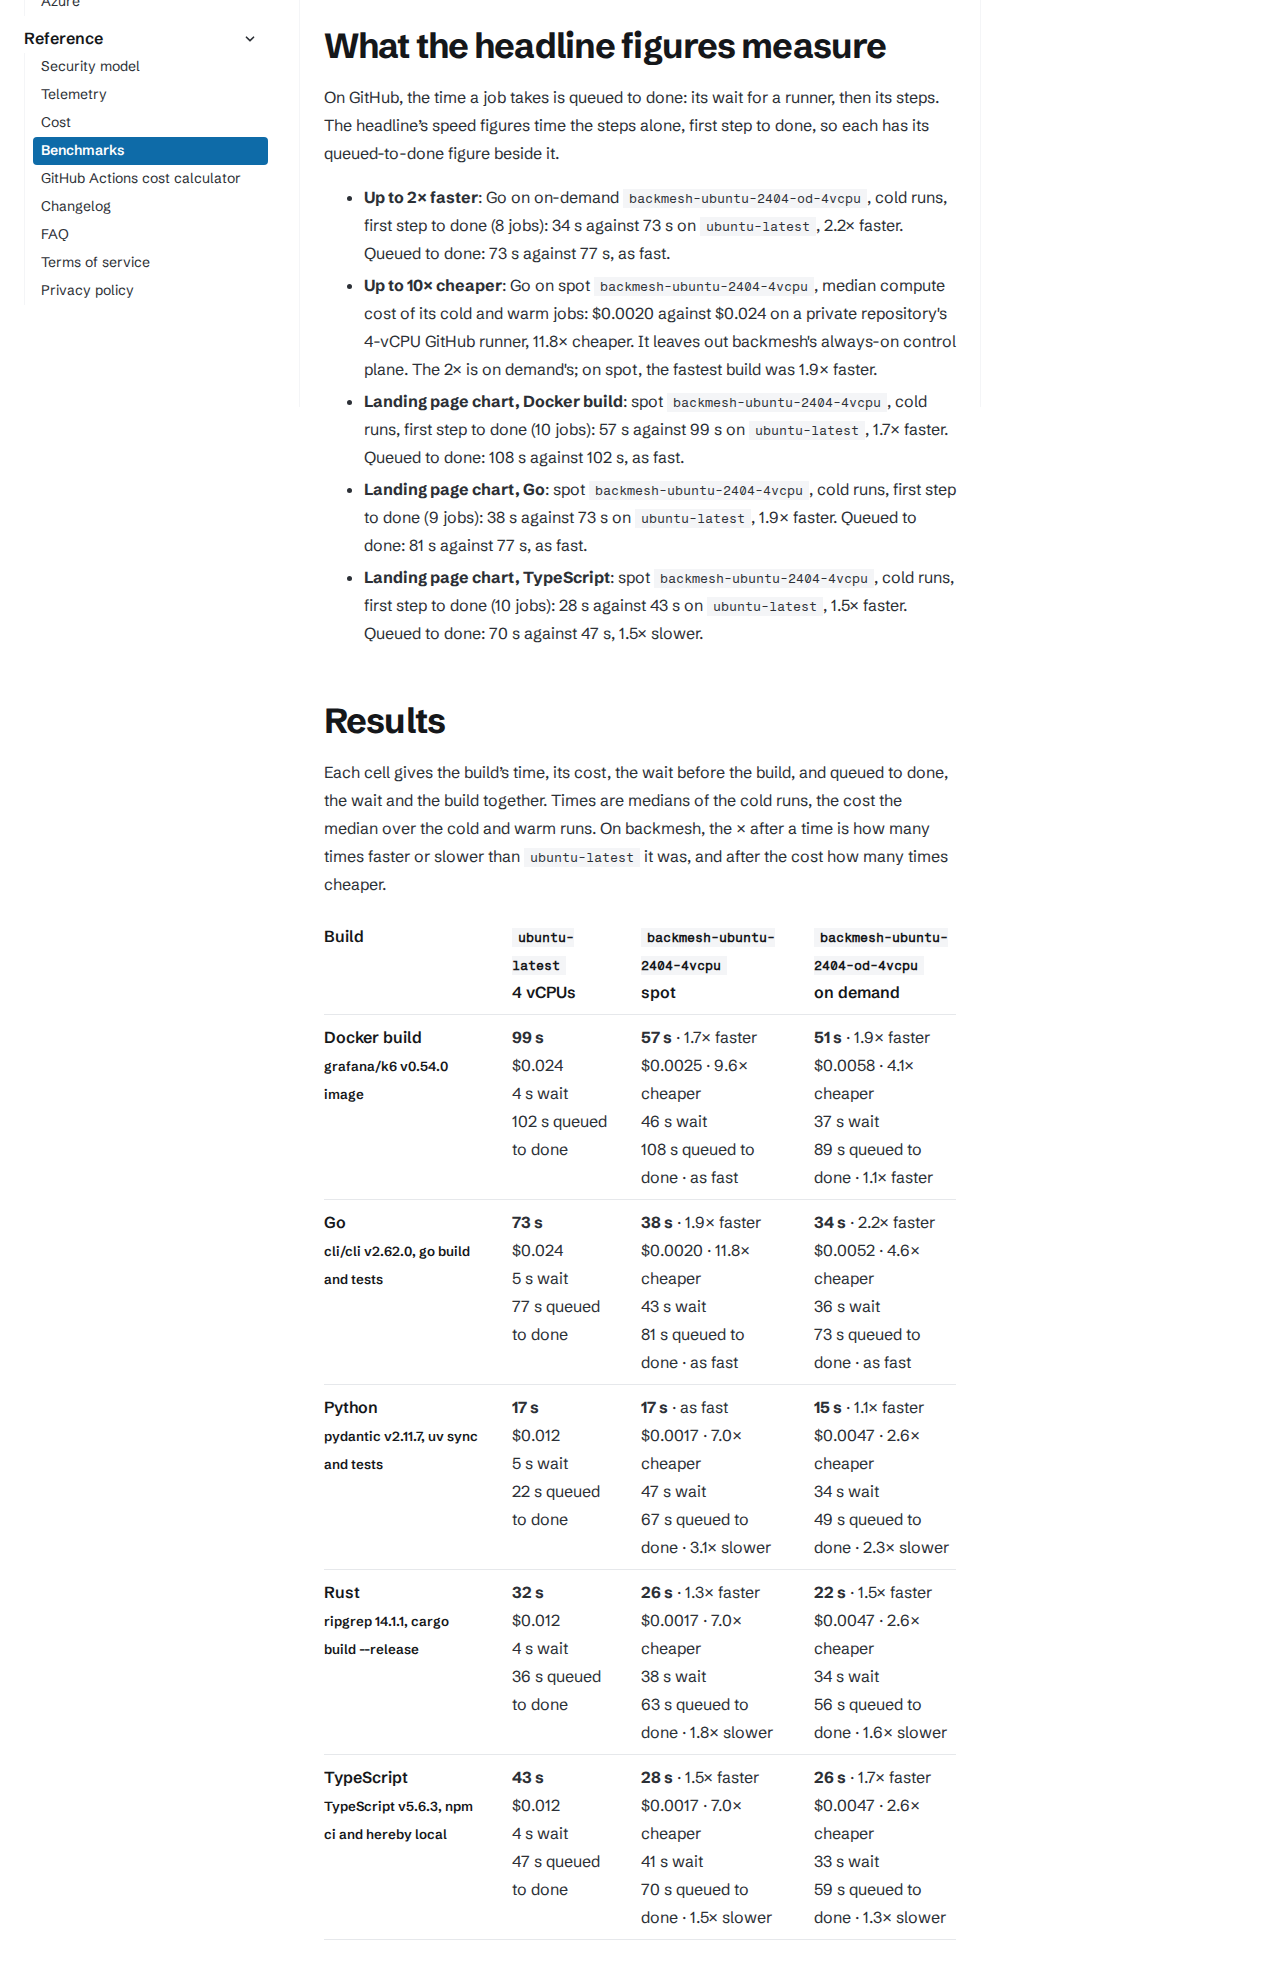 Azure
Reference
Security model
Telemetry
Cost
Benchmarks
GitHub Actions cost calculator
Changelog
FAQ
Terms of service
Privacy policy
What the headline figures measure
On GitHub, the time a job takes is queued to done: its wait for a runner, then its steps.
The headline’s speed figures time the steps alone, first step to done, so each has its
queued-to-done figure beside it.
• Up to 2× faster: Go on on-demand backmesh-ubuntu-2404-od-4vcpu, cold runs,
first step to done (8 jobs): 34 s against 73 s on ubuntu-latest, 2.2× faster.
Queued to done: 73 s against 77 s, as fast.
• Up to 10× cheaper: Go on spot backmesh-ubuntu-2404-4vcpu, median compute
cost of its cold and warm jobs: $0.0020 against $0.024 on a private repository's
4-vCPU GitHub runner, 11.8× cheaper. It leaves out backmesh's always-on control
plane. The 2× is on demand's; on spot, the fastest build was 1.9× faster.
• Landing page chart, Docker build: spot backmesh-ubuntu-2404-4vcpu, cold
runs, first step to done (10 jobs): 57 s against 99 s on ubuntu-latest, 1.7× faster.
Queued to done: 108 s against 102 s, as fast.
• Landing page chart, Go: spot backmesh-ubuntu-2404-4vcpu, cold runs, first step
to done (9 jobs): 38 s against 73 s on ubuntu-latest, 1.9× faster. Queued to
done: 81 s against 77 s, as fast.
• Landing page chart, TypeScript: spot backmesh-ubuntu-2404-4vcpu, cold runs,
first step to done (10 jobs): 28 s against 43 s on ubuntu-latest, 1.5× faster.
Queued to done: 70 s against 47 s, 1.5× slower.
Results
Each cell gives the build’s time, its cost, the wait before the build, and queued to done,
the wait and the build together. Times are medians of the cold runs, the cost the
median over the cold and warm runs. On backmesh, the × after a time is how many
times faster or slower than ubuntu-latest it was, and after the cost how many times
cheaper.
Build
ubuntu-
latest
4 vCPUs
backmesh-ubuntu-
2404-4vcpu
spot
backmesh-ubuntu-
2404-od-4vcpu
on demand
Docker build
grafana/k6 v0.54.0
image
99 s
$0.024
4 s wait
102 s queued
to done
57 s · 1.7× faster
$0.0025 · 9.6×
cheaper
46 s wait
108 s queued to
done · as fast
51 s · 1.9× faster
$0.0058 · 4.1×
cheaper
37 s wait
89 s queued to
done · 1.1× faster
Go
cli/cli v2.62.0, go build
and tests
73 s
$0.024
5 s wait
77 s queued
to done
38 s · 1.9× faster
$0.0020 · 11.8×
cheaper
43 s wait
81 s queued to
done · as fast
34 s · 2.2× faster
$0.0052 · 4.6×
cheaper
36 s wait
73 s queued to
done · as fast
Python
pydantic v2.11.7, uv sync
and tests
17 s
$0.012
5 s wait
22 s queued
to done
17 s · as fast
$0.0017 · 7.0×
cheaper
47 s wait
67 s queued to
done · 3.1× slower
15 s · 1.1× faster
$0.0047 · 2.6×
cheaper
34 s wait
49 s queued to
done · 2.3× slower
Rust
ripgrep 14.1.1, cargo
build --release
32 s
$0.012
4 s wait
36 s queued
to done
26 s · 1.3× faster
$0.0017 · 7.0×
cheaper
38 s wait
63 s queued to
done · 1.8× slower
22 s · 1.5× faster
$0.0047 · 2.6×
cheaper
34 s wait
56 s queued to
done · 1.6× slower
TypeScript
TypeScript v5.6.3, npm
ci and hereby local
43 s
$0.012
4 s wait
47 s queued
to done
28 s · 1.5× faster
$0.0017 · 7.0×
cheaper
41 s wait
70 s queued to
done · 1.5× slower
26 s · 1.7× faster
$0.0047 · 2.6×
cheaper
33 s wait
59 s queued to
done · 1.3× slower